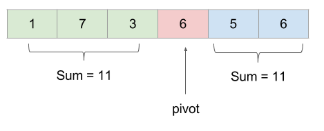 1 7 3 6 5 6
Sum = 11 Sum = 11
pivot